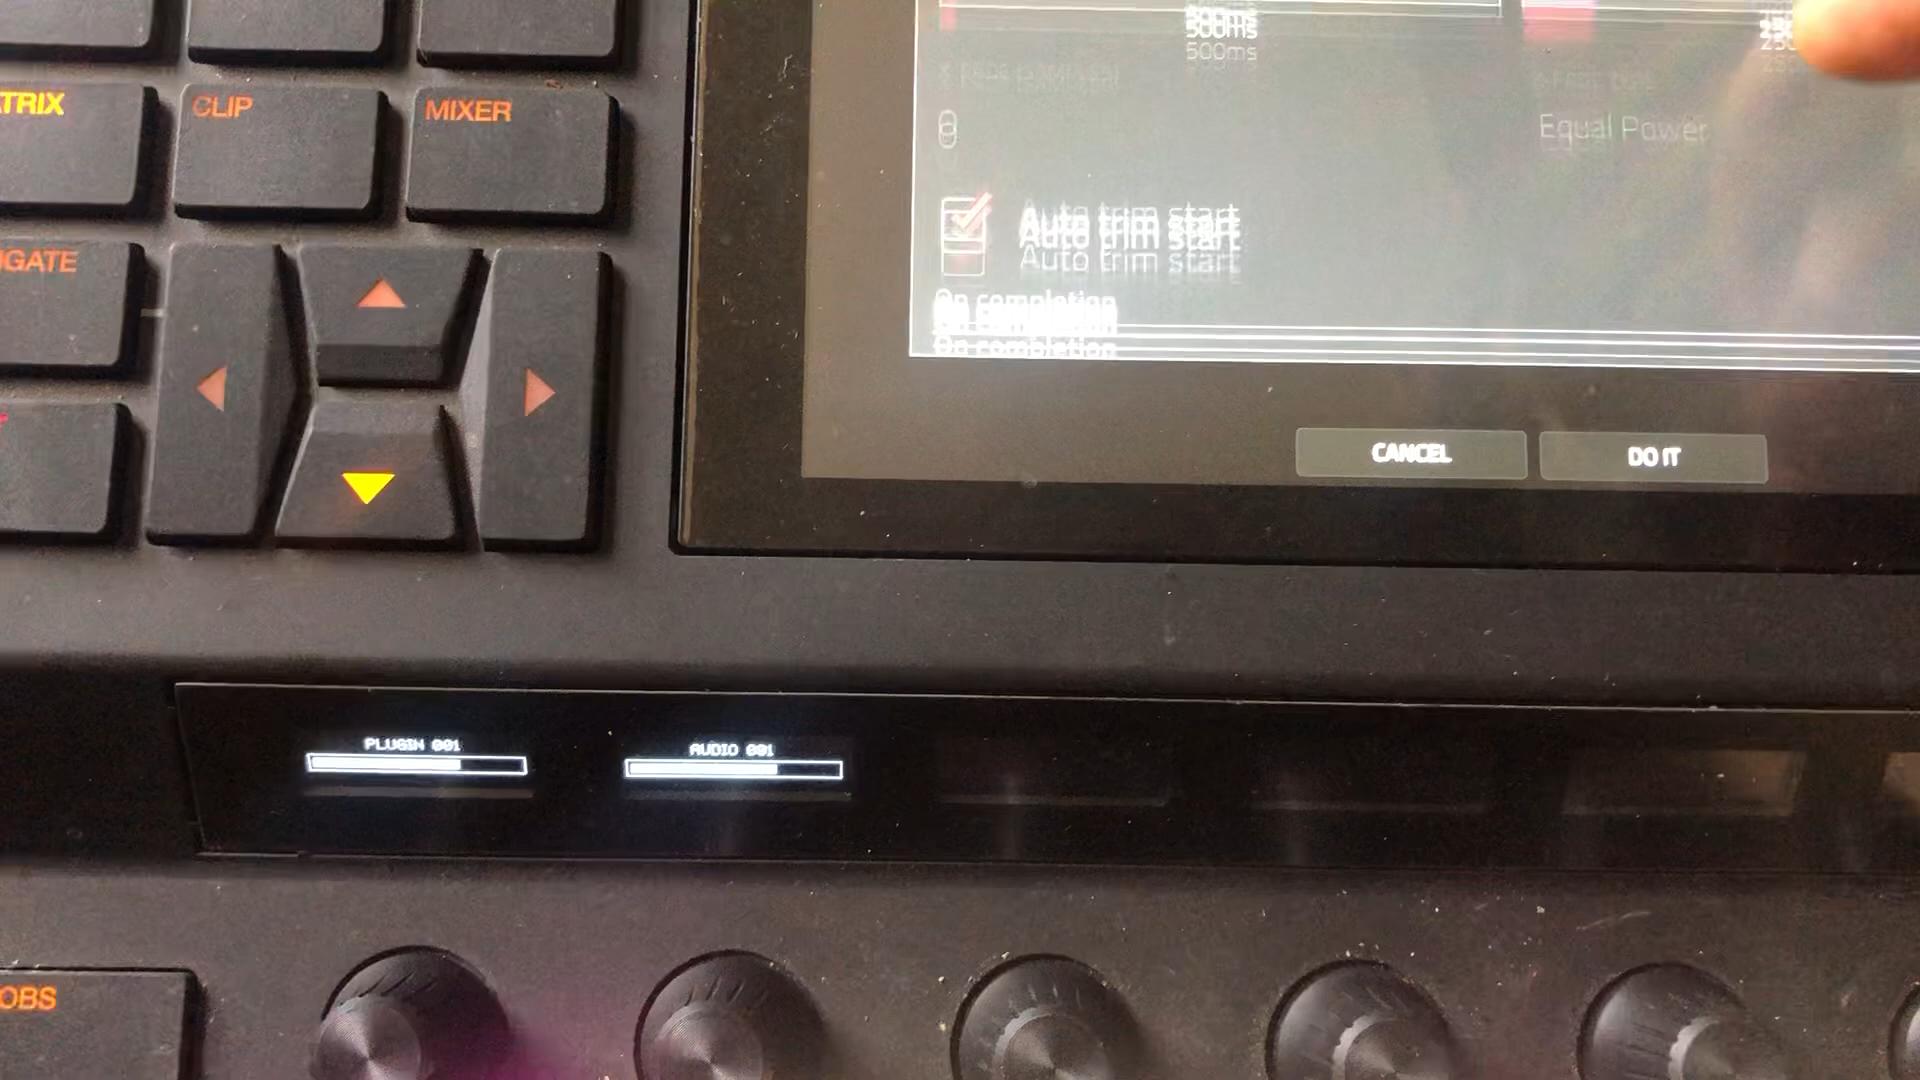 500ms
Equal Power
Auto trim start
On completion
CANCEL
DO IT
TRIX
CLIP
MIXER
IGATE
PLUGIN 001
AUDIO 001
OBS